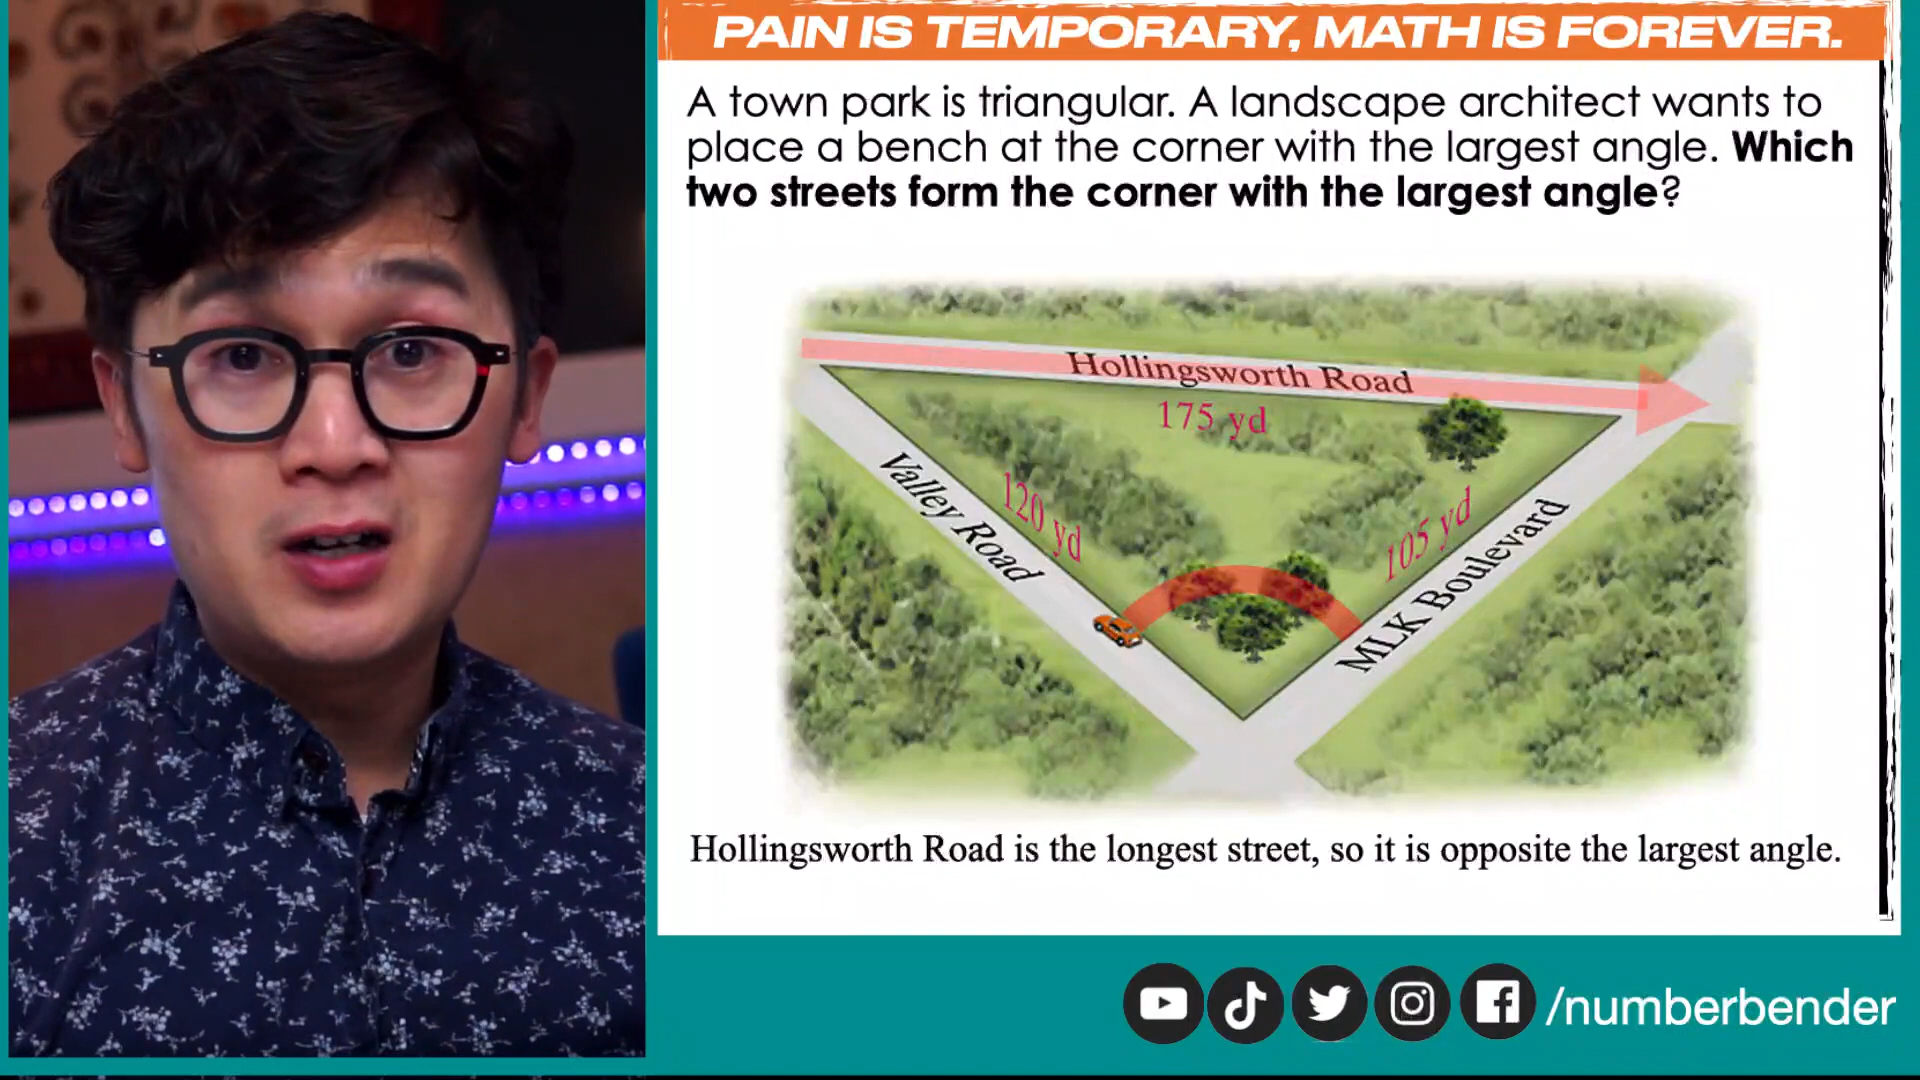 PAIN IS TEMPORARY, MATH IS FOREVER.
A town park is triangular. A landscape architect wants to
place a bench at the corner with the largest angle. Which
two streets form the corner with the largest angle?
Hollingsworth Road
175 yd
Valley Road
120 yd
105 yd
MLK Boulevard
Hollingsworth Road is the longest street, so it is opposite the largest angle.
/numberbender